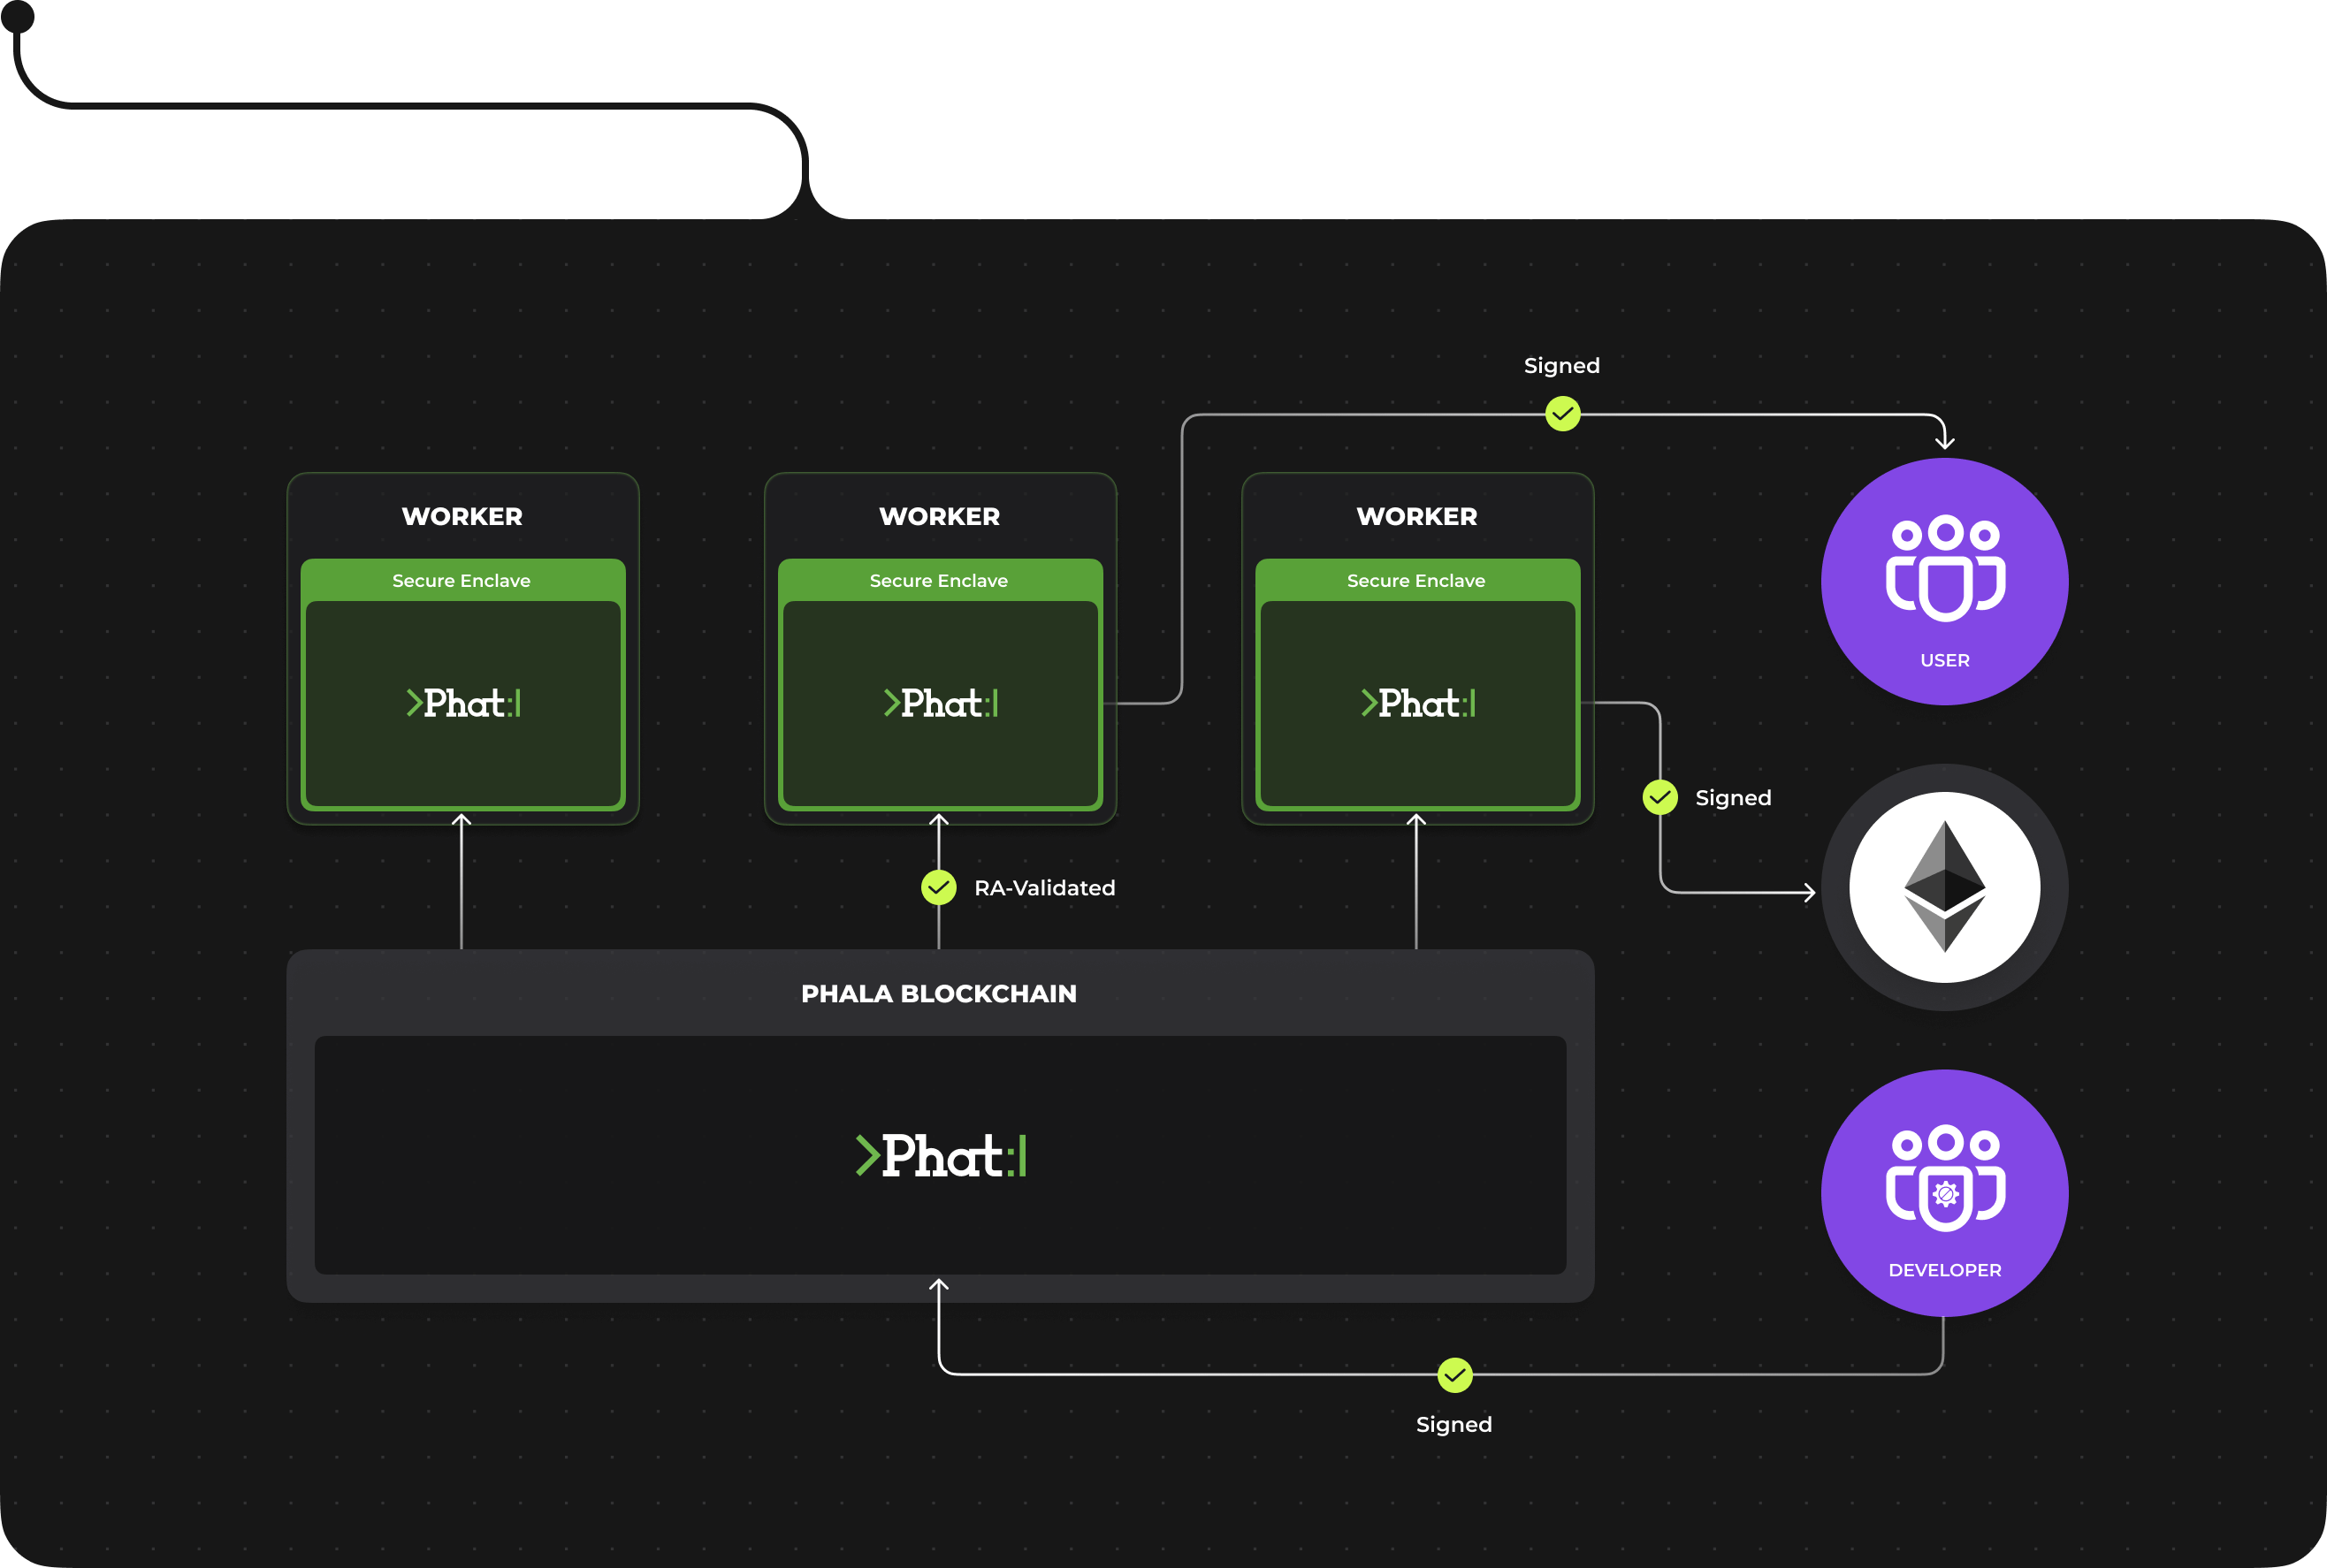 Signed
WORKER
WORKER
WORKER
Secure Enclave
Secure Enclave
Secure Enclave
>Phat:|
>Phat:|
>Phat:|
USER
Signed
RA-Validated
PHALA BLOCKCHAIN
>Phat:|
DEVELOPER
Signed